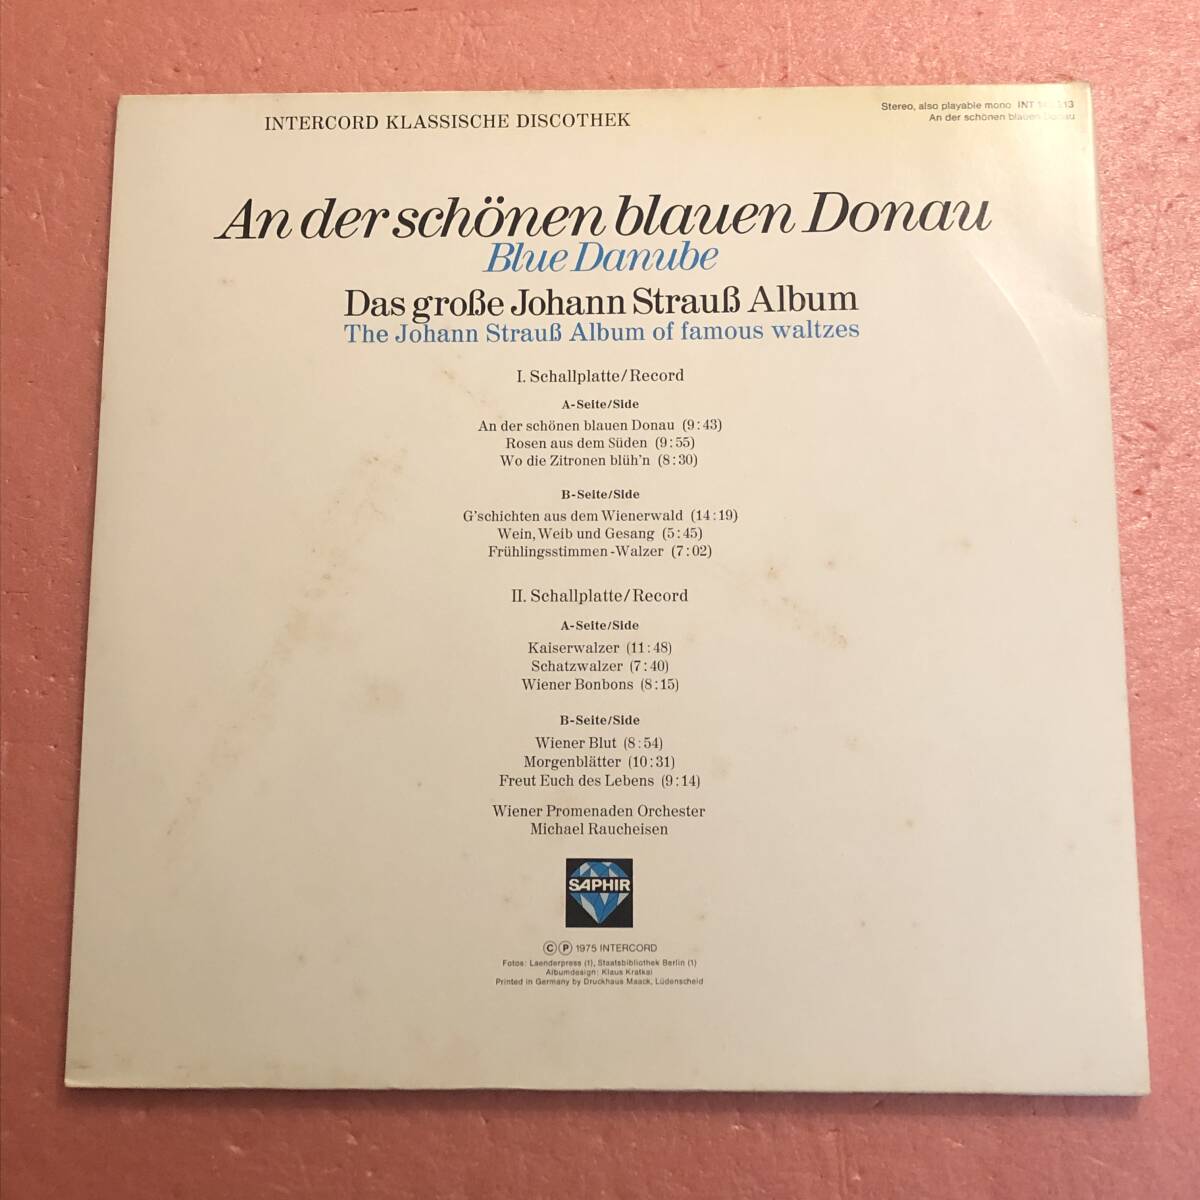 INTERCORD KLASSISCHE DISCOTHEK
Stereo, also playable mono INT
An der schönen blauen Donau
An der schönen blauen Donau
Blue Danube
Das große Johann Strauß Album
The Johann Strauß Album of famous waltzes
I. Schallplatte/Record
A-Seite/Side
An der schönen blauen Donau (9:43)
Rosen aus dem Süden (9:55)
Wo die Zitronen blüh'n (8:30)
B-Seite/Side
G'schichten aus dem Wienerwald (14:19)
Wein, Weib und Gesang (5:45)
Frühlingsstimmen-Walzer (7:02)
II. Schallplatte/Record
A-Seite/Side
Kaiserwalzer (11:48)
Schatzwalzer (7:40)
Wiener Bonbons (8:15)
B-Seite/Side
Wiener Blut (8:54)
Morgenblätter (10:31)
Freut Euch des Lebens (9:14)
Wiener Promenaden Orchester
Michael Raucheisen
SAPHIR
Ⓒ Ⓟ 1975 INTERCORD
Fotos: Laenderpress (1), Staatsbibliothek Berlin (1)
Albumdesign: Klaus Kratkai
Printed in Germany by Druckhaus Maack, Lüdenscheid